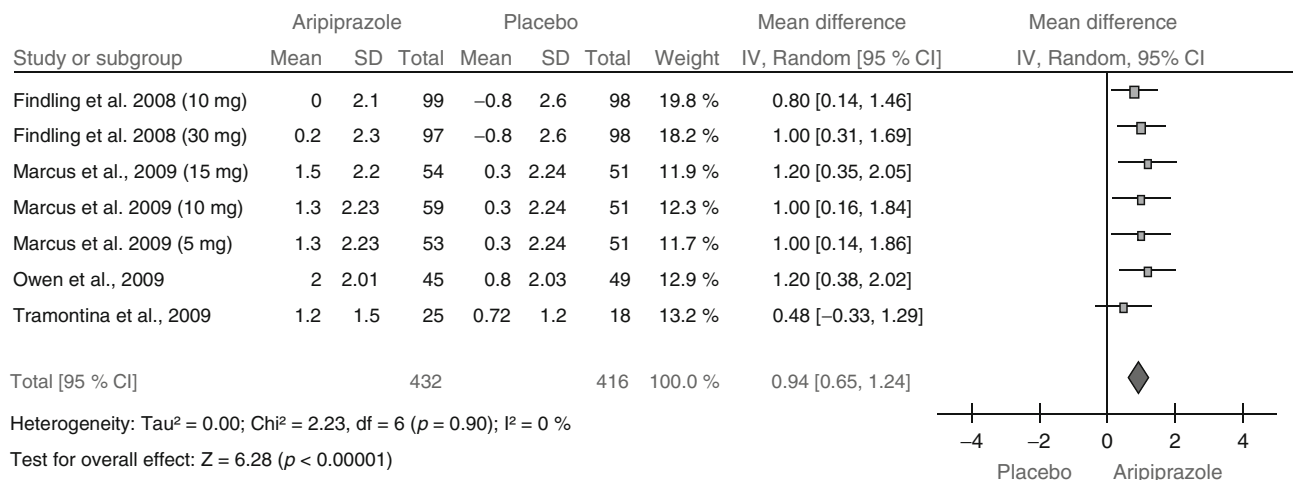 Aripiprazole Placebo Mean difference Mean difference
Study or subgroup Mean SD Total Mean SD Total Weight IV, Random [95 % CI] IV, Random, 95% CI
Findling et al. 2008 (10 mg) 0 2.1 99 −0.8 2.6 98 19.8 % 0.80 [0.14, 1.46]
Findling et al. 2008 (30 mg) 0.2 2.3 97 −0.8 2.6 98 18.2 % 1.00 [0.31, 1.69]
Marcus et al., 2009 (15 mg) 1.5 2.2 54 0.3 2.24 51 11.9 % 1.20 [0.35, 2.05]
Marcus et al. 2009 (10 mg) 1.3 2.23 59 0.3 2.24 51 12.3 % 1.00 [0.16, 1.84]
Marcus et al. 2009 (5 mg) 1.3 2.23 53 0.3 2.24 51 11.7 % 1.00 [0.14, 1.86]
Owen et al., 2009 2 2.01 45 0.8 2.03 49 12.9 % 1.20 [0.38, 2.02]
Tramontina et al., 2009 1.2 1.5 25 0.72 1.2 18 13.2 % 0.48 [−0.33, 1.29]
Total [95 % CI] 432 416 100.0 % 0.94 [0.65, 1.24]
Heterogeneity: Tau² = 0.00; Chi² = 2.23, df = 6 (p = 0.90); I² = 0 %
Test for overall effect: Z = 6.28 (p < 0.00001)
−4 −2 0 2 4
Placebo Aripiprazole